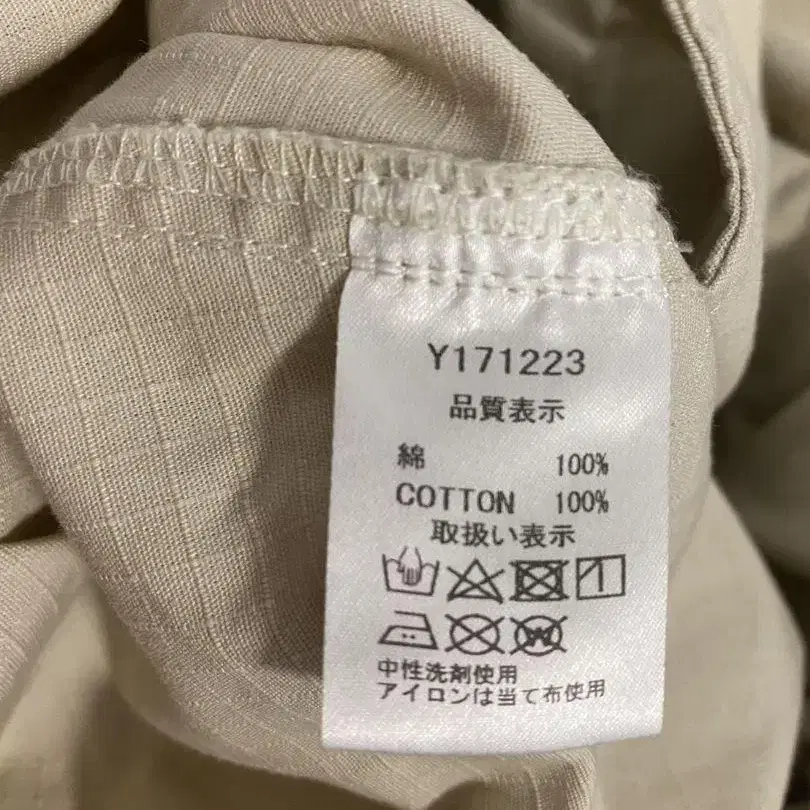 Y171223
品質表示
綿 100%
COTTON 100%
取扱い表示
中性洗剤使用
アイロンは当て布使用